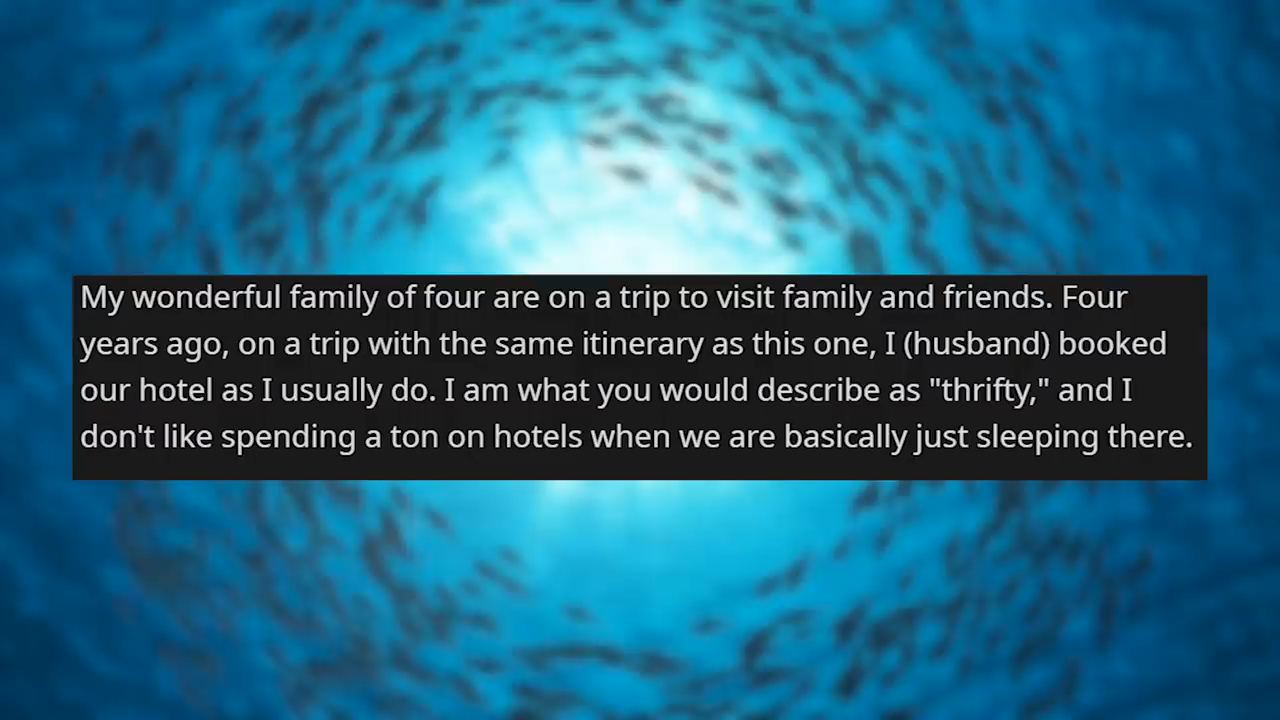 My wonderful family of four are on a trip to visit family and friends. Four
years ago, on a trip with the same itinerary as this one, I (husband) booked
our hotel as I usually do. I am what you would describe as "thrifty," and I
don't like spending a ton on hotels when we are basically just sleeping there.